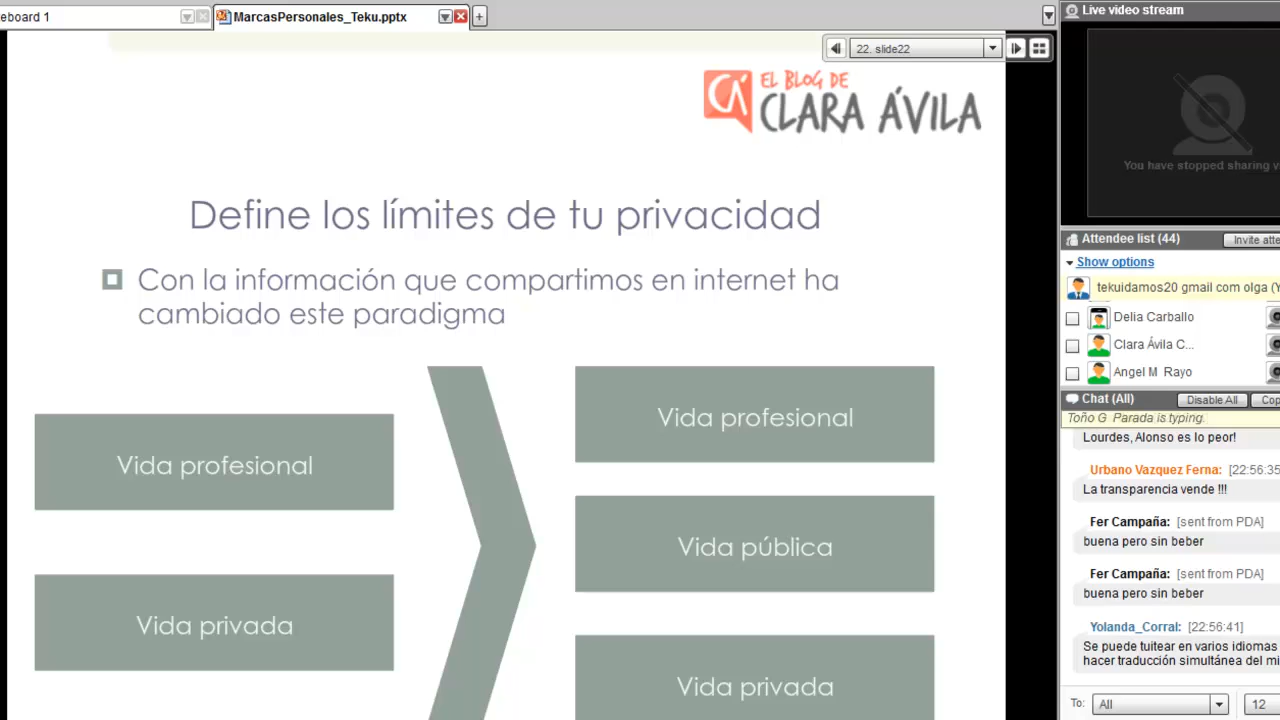 eboard 1
MarcasPersonales_Teku.pptx
22. slide22
EL BLOG DE
CLARA ÁVILA
CÁ
Define los límites de tu privacidad
Con la información que compartimos en internet ha
cambiado este paradigma
Vida profesional
Vida privada
Vida profesional
Vida pública
Vida privada
Live video stream
You have stopped sharing v
Attendee list (44)
Invite atte
Show options
tekuidamos20 gmail com olga (Y
Delia Carballo
Clara Ávila C...
Angel M Rayo
Chat (All)
Disable All
Cop
Toño G Parada is typing.
Lourdes, Alonso es lo peor!
Urbano Vazquez Ferna: [22:56:35
La transparencia vende !!!
Fer Campaña: [sent from PDA]
buena pero sin beber
Fer Campaña: [sent from PDA]
buena pero sin beber
Yolanda_Corral: [22:56:41]
Se puede tuitear en varios idiomas
hacer traducción simultánea del mi
To:
All
12